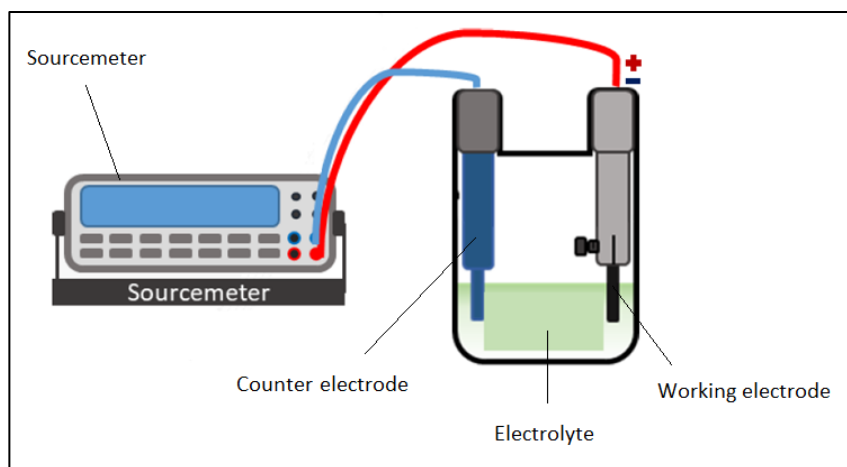 Sourcemeter
+
−
Sourcemeter
Counter electrode
Working electrode
Electrolyte